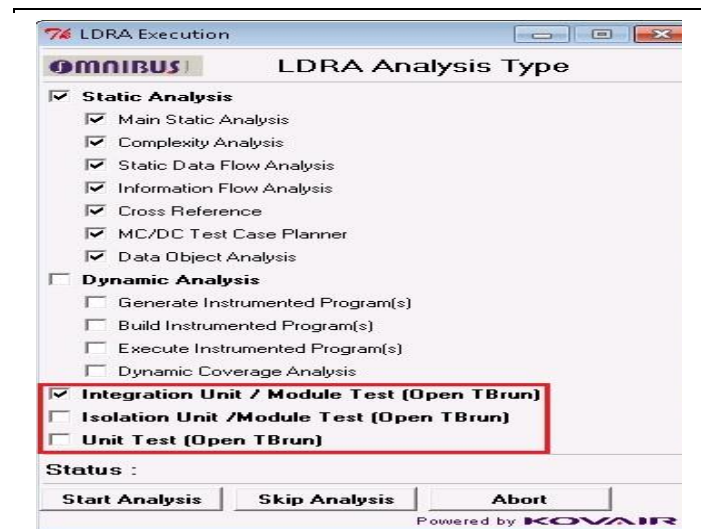 LDRA Execution
OMNIBUS LDRA Analysis Type
Static Analysis
Main Static Analysis
Complexity Analysis
Static Data Flow Analysis
Information Flow Analysis
Cross Reference
MC/DC Test Case Planner
Data Object Analysis
Dynamic Analysis
Generate Instrumented Program(s)
Build Instrumented Program(s)
Execute Instrumented Program(s)
Dynamic Coverage Analysis
Integration Unit / Module Test (Open TBrun)
Isolation Unit /Module Test (Open TBrun)
Unit Test (Open TBrun)
Status :
Start Analysis Skip Analysis Abort
Powered by KOVAIR